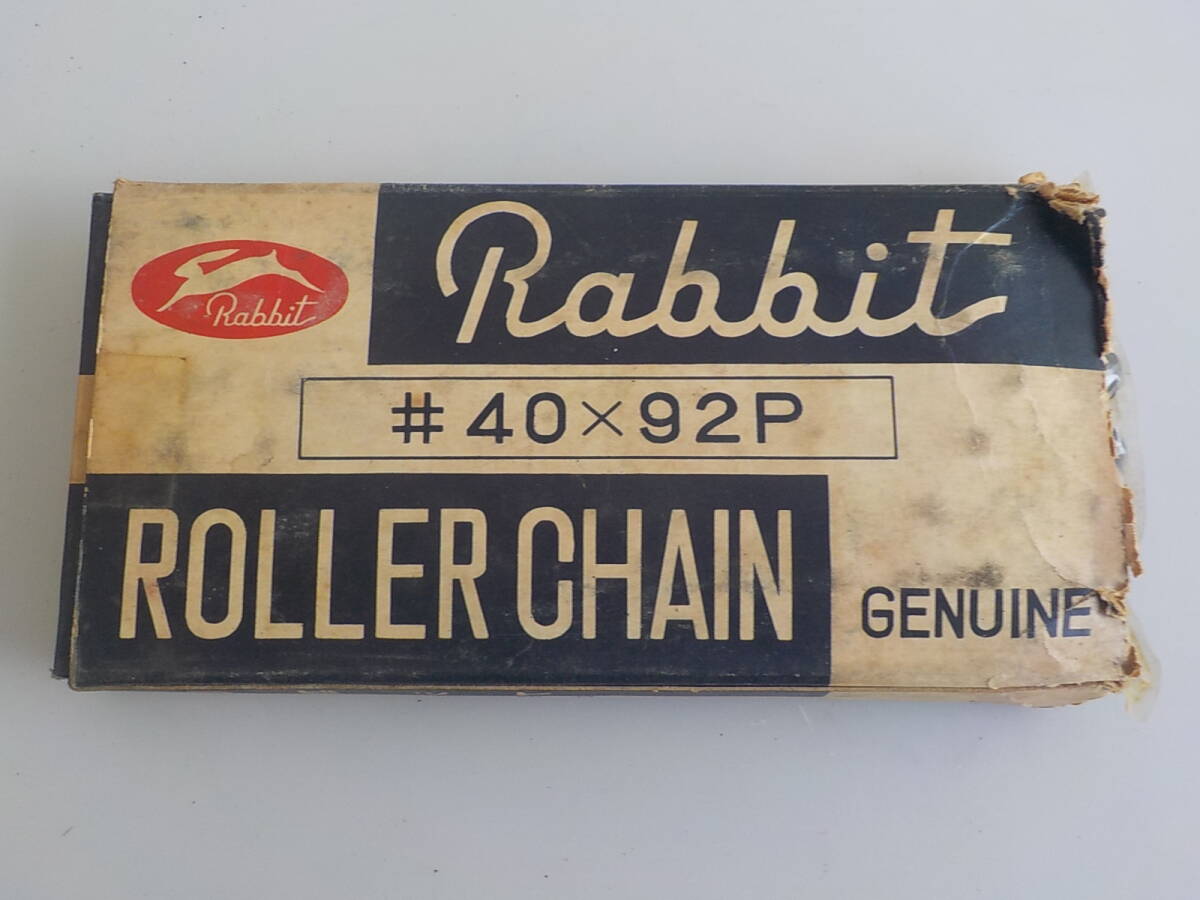 Rabbit
Rabbit
# 40×92P
ROLLER CHAIN
GENUINE